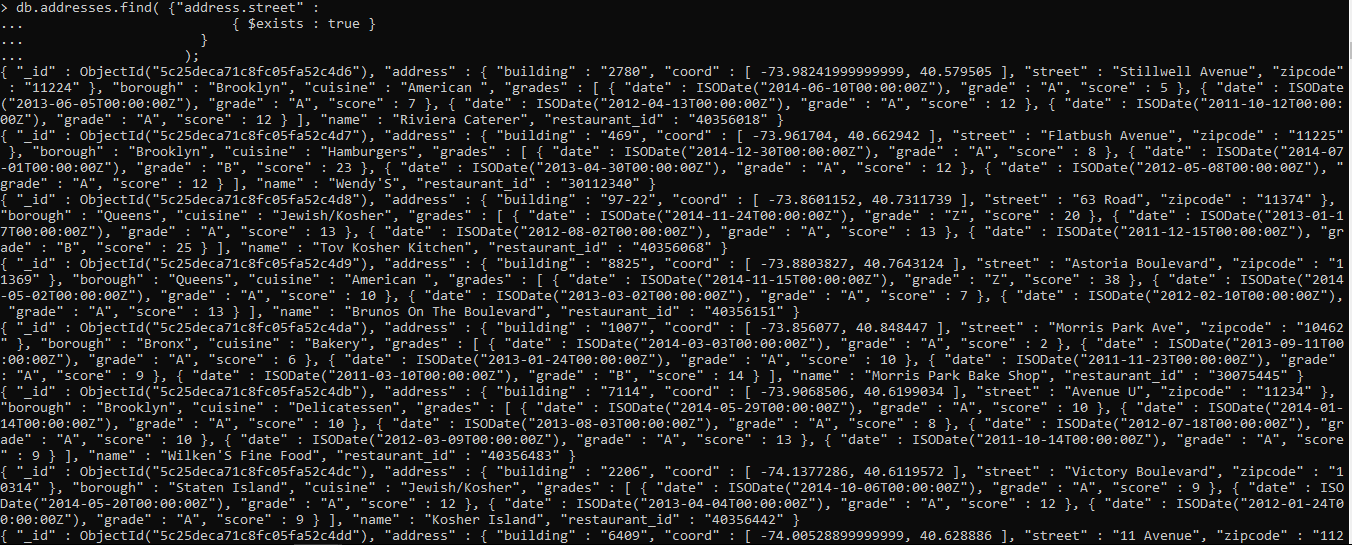 > db.addresses.find( {"address.street" :
... { $exists : true }
... }
... );
{ "_id" : ObjectId("5c25deca71c8fc05fa52c4d6"), "address" : { "building" : "2780", "coord" : [ -73.98241999999999, 40.579505 ], "street" : "Stillwell Avenue", "zipcode"
 : "11224" }, "borough" : "Brooklyn", "cuisine" : "American ", "grades" : [ { "date" : ISODate("2014-06-10T00:00:00Z"), "grade" : "A", "score" : 5 }, { "date" : ISODate
("2013-06-05T00:00:00Z"), "grade" : "A", "score" : 7 }, { "date" : ISODate("2012-04-13T00:00:00Z"), "grade" : "A", "score" : 12 }, { "date" : ISODate("2011-10-12T00:00:
00Z"), "grade" : "A", "score" : 12 } ], "name" : "Riviera Caterer", "restaurant_id" : "40356018" }
{ "_id" : ObjectId("5c25deca71c8fc05fa52c4d7"), "address" : { "building" : "469", "coord" : [ -73.961704, 40.662942 ], "street" : "Flatbush Avenue", "zipcode" : "11225"
 }, "borough" : "Brooklyn", "cuisine" : "Hamburgers", "grades" : [ { "date" : ISODate("2014-12-30T00:00:00Z"), "grade" : "A", "score" : 8 }, { "date" : ISODate("2014-07
-01T00:00:00Z"), "grade" : "B", "score" : 23 }, { "date" : ISODate("2013-04-30T00:00:00Z"), "grade" : "A", "score" : 12 }, { "date" : ISODate("2012-05-08T00:00:00Z"), "
grade" : "A", "score" : 12 } ], "name" : "Wendy'S", "restaurant_id" : "30112340" }
{ "_id" : ObjectId("5c25deca71c8fc05fa52c4d8"), "address" : { "building" : "97-22", "coord" : [ -73.8601152, 40.7311739 ], "street" : "63 Road", "zipcode" : "11374" },
"borough" : "Queens", "cuisine" : "Jewish/Kosher", "grades" : [ { "date" : ISODate("2014-11-24T00:00:00Z"), "grade" : "Z", "score" : 20 }, { "date" : ISODate("2013-01-1
7T00:00:00Z"), "grade" : "A", "score" : 13 }, { "date" : ISODate("2012-08-02T00:00:00Z"), "grade" : "A", "score" : 13 }, { "date" : ISODate("2011-12-15T00:00:00Z"), "gr
ade" : "B", "score" : 25 } ], "name" : "Tov Kosher Kitchen", "restaurant_id" : "40356068" }
{ "_id" : ObjectId("5c25deca71c8fc05fa52c4d9"), "address" : { "building" : "8825", "coord" : [ -73.8803827, 40.7643124 ], "street" : "Astoria Boulevard", "zipcode" : "1
1369" }, "borough" : "Queens", "cuisine" : "American ", "grades" : [ { "date" : ISODate("2014-11-15T00:00:00Z"), "grade" : "Z", "score" : 38 }, { "date" : ISODate("2014
-05-02T00:00:00Z"), "grade" : "A", "score" : 10 }, { "date" : ISODate("2013-03-02T00:00:00Z"), "grade" : "A", "score" : 7 }, { "date" : ISODate("2012-02-10T00:00:00Z"),
 "grade" : "A", "score" : 13 } ], "name" : "Brunos On The Boulevard", "restaurant_id" : "40356151" }
{ "_id" : ObjectId("5c25deca71c8fc05fa52c4da"), "address" : { "building" : "1007", "coord" : [ -73.856077, 40.848447 ], "street" : "Morris Park Ave", "zipcode" : "10462
" }, "borough" : "Bronx", "cuisine" : "Bakery", "grades" : [ { "date" : ISODate("2014-03-03T00:00:00Z"), "grade" : "A", "score" : 2 }, { "date" : ISODate("2013-09-11T00
:00:00Z"), "grade" : "A", "score" : 6 }, { "date" : ISODate("2013-01-24T00:00:00Z"), "grade" : "A", "score" : 10 }, { "date" : ISODate("2011-11-23T00:00:00Z"), "grade"
: "A", "score" : 9 }, { "date" : ISODate("2011-03-10T00:00:00Z"), "grade" : "B", "score" : 14 } ], "name" : "Morris Park Bake Shop", "restaurant_id" : "30075445" }
{ "_id" : ObjectId("5c25deca71c8fc05fa52c4db"), "address" : { "building" : "7114", "coord" : [ -73.9068506, 40.6199034 ], "street" : "Avenue U", "zipcode" : "11234" },
"borough" : "Brooklyn", "cuisine" : "Delicatessen", "grades" : [ { "date" : ISODate("2014-05-29T00:00:00Z"), "grade" : "A", "score" : 10 }, { "date" : ISODate("2014-01-
14T00:00:00Z"), "grade" : "A", "score" : 10 }, { "date" : ISODate("2013-08-03T00:00:00Z"), "grade" : "A", "score" : 8 }, { "date" : ISODate("2012-07-18T00:00:00Z"), "gr
ade" : "A", "score" : 10 }, { "date" : ISODate("2012-03-09T00:00:00Z"), "grade" : "A", "score" : 13 }, { "date" : ISODate("2011-10-14T00:00:00Z"), "grade" : "A", "score
" : 9 } ], "name" : "Wilken'S Fine Food", "restaurant_id" : "40356483" }
{ "_id" : ObjectId("5c25deca71c8fc05fa52c4dc"), "address" : { "building" : "2206", "coord" : [ -74.1377286, 40.6119572 ], "street" : "Victory Boulevard", "zipcode" : "1
0314" }, "borough" : "Staten Island", "cuisine" : "Jewish/Kosher", "grades" : [ { "date" : ISODate("2014-10-06T00:00:00Z"), "grade" : "A", "score" : 9 }, { "date" : ISO
Date("2014-05-20T00:00:00Z"), "grade" : "A", "score" : 12 }, { "date" : ISODate("2013-04-04T00:00:00Z"), "grade" : "A", "score" : 12 }, { "date" : ISODate("2012-01-24T0
0:00:00Z"), "grade" : "A", "score" : 9 } ], "name" : "Kosher Island", "restaurant_id" : "40356442" }
{ "_id" : ObjectId("5c25deca71c8fc05fa52c4dd"), "address" : { "building" : "6409", "coord" : [ -74.00528899999999, 40.628886 ], "street" : "11 Avenue", "zipcode" : "112